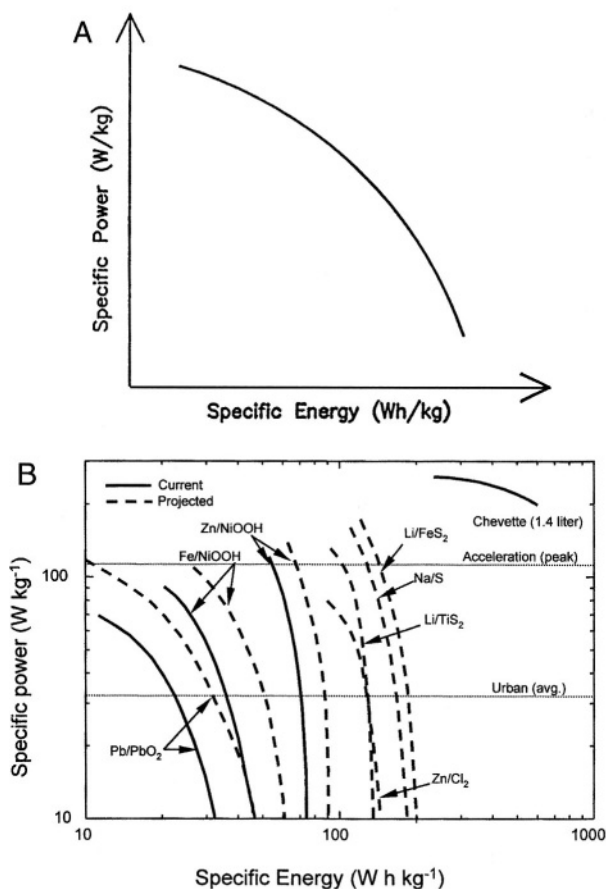 A
Specific Power (W/kg)
Specific Energy (Wh/kg)
B
Current
Projected
Zn/NiOOH
Fe/NiOOH
Li/FeS₂
Na/S
Li/TiS₂
Pb/PbO₂
Zn/Cl₂
Chevette (1.4 liter)
Acceleration (peak)
Urban (avg.)
100
10
Specific power (W kg⁻¹)
10
100
1000
Specific Energy (W h kg⁻¹)